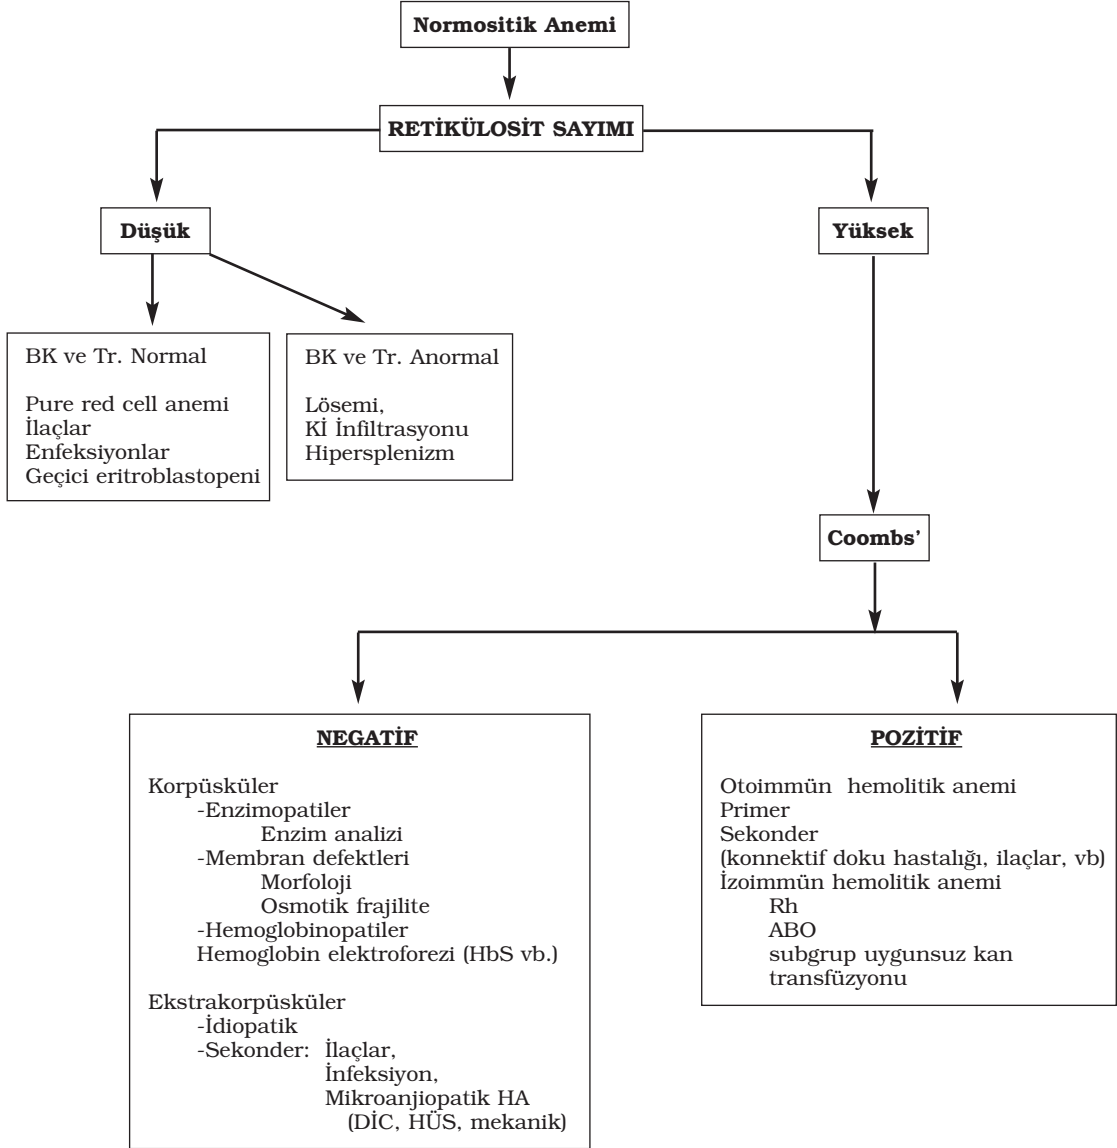 Normositik Anemi
RETİKÜLOSİT SAYIMI
Düşük
Yüksek
BK ve Tr. Normal
Pure red cell anemi
İlaçlar
Enfeksiyonlar
Geçici eritroblastopeni
BK ve Tr. Anormal
Lösemi,
Kİ İnfiltrasyonu
Hipersplenizm
Coombs’
NEGATİF
Korpüsküler
-Enzimopatiler
Enzim analizi
-Membran defektleri
Morfoloji
Osmotik frajilite
-Hemoglobinopatiler
Hemoglobin elektroforezi (HbS vb.)
Ekstrakorpüsküler
-İdiopatik
-Sekonder: İlaçlar,
İnfeksiyon,
Mikroanjiopatik HA
(DİC, HÜS, mekanik)
POZİTİF
Otoimmün hemolitik anemi
Primer
Sekonder
(konnektif doku hastalığı, ilaçlar, vb)
İzoimmün hemolitik anemi
Rh
ABO
subgrup uygunsuz kan
transfüzyonu